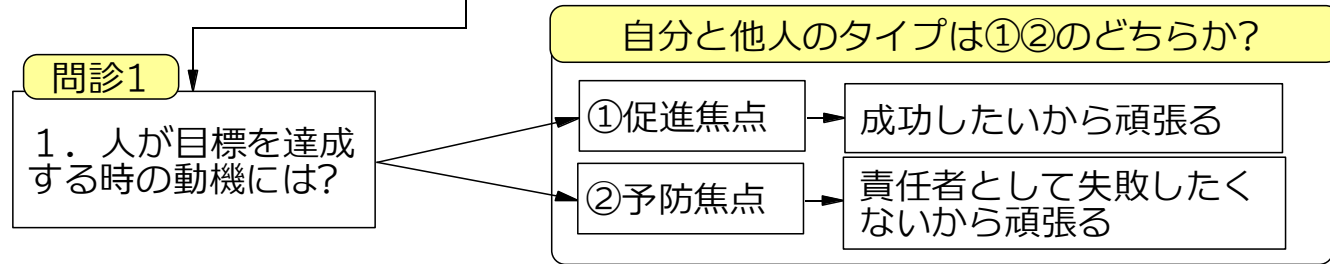 自分と他人のタイプは①②のどちらか?
問診1
１．人が目標を達成
する時の動機には?
①促進焦点
成功したいから頑張る
②予防焦点
責任者として失敗したく
ないから頑張る